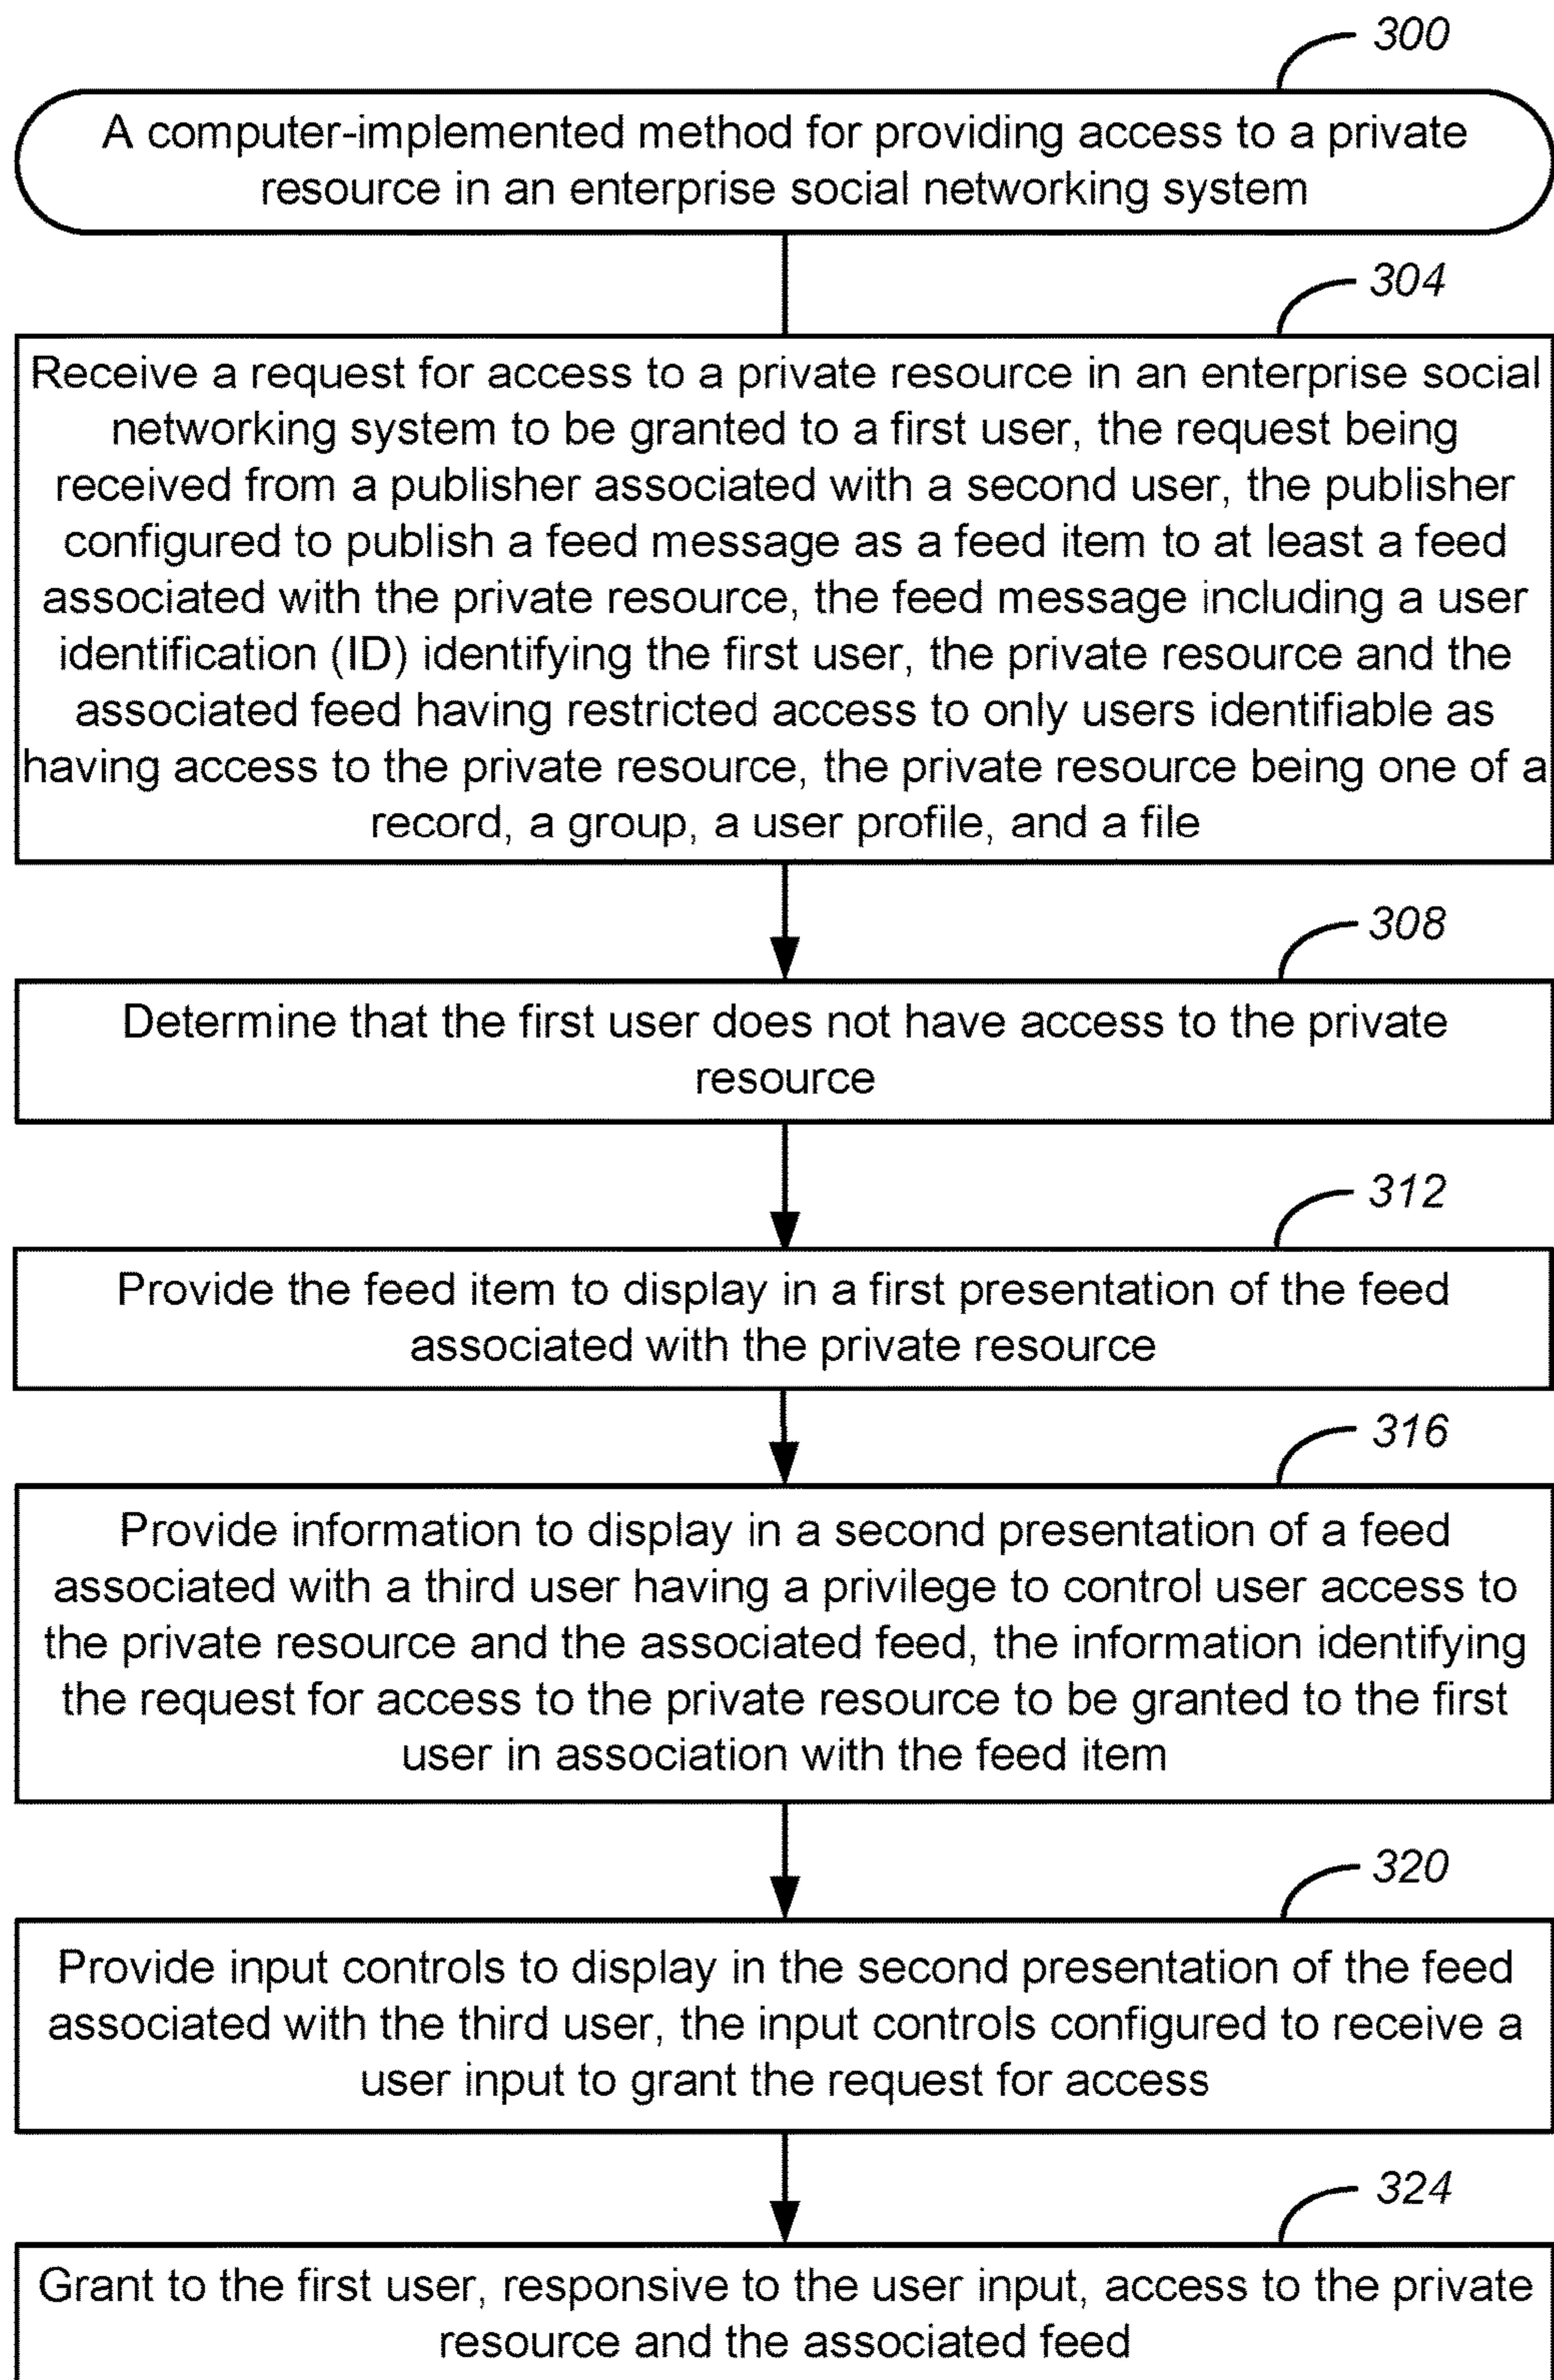 300
A computer-implemented method for providing access to a private
resource in an enterprise social networking system
304
Receive a request for access to a private resource in an enterprise social
networking system to be granted to a first user, the request being
received from a publisher associated with a second user, the publisher
configured to publish a feed message as a feed item to at least a feed
associated with the private resource, the feed message including a user
identification (ID) identifying the first user, the private resource and the
associated feed having restricted access to only users identifiable as
having access to the private resource, the private resource being one of a
record, a group, a user profile, and a file
308
Determine that the first user does not have access to the private
resource
312
Provide the feed item to display in a first presentation of the feed
associated with the private resource
316
Provide information to display in a second presentation of a feed
associated with a third user having a privilege to control user access to
the private resource and the associated feed, the information identifying
the request for access to the private resource to be granted to the first
user in association with the feed item
320
Provide input controls to display in the second presentation of the feed
associated with the third user, the input controls configured to receive a
user input to grant the request for access
324
Grant to the first user, responsive to the user input, access to the private
resource and the associated feed